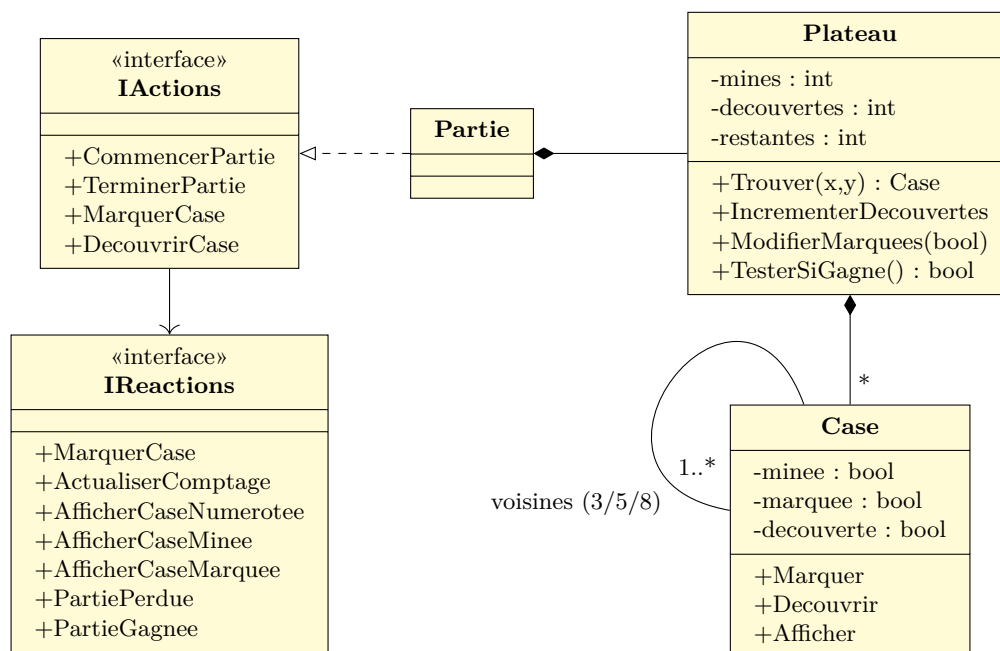 «interface»
IActions
+CommencerPartie
+TerminerPartie
+MarquerCase
+DecouvrirCase
Partie
Plateau
-mines : int
-decouvertes : int
-restantes : int
+Trouver(x,y) : Case
+IncrementerDecouvertes
+ModifierMarquees(bool)
+TesterSiGagne() : bool
«interface»
IReactions
+MarquerCase
+ActualiserComptage
+AfficherCaseNumerotee
+AfficherCaseMinee
+AfficherCaseMarquee
+PartiePerdue
+PartieGagnee
*
1..*
voisines (3/5/8)
Case
-minee : bool
-marquee : bool
-decouverte : bool
+Marquer
+Decouvrir
+Afficher